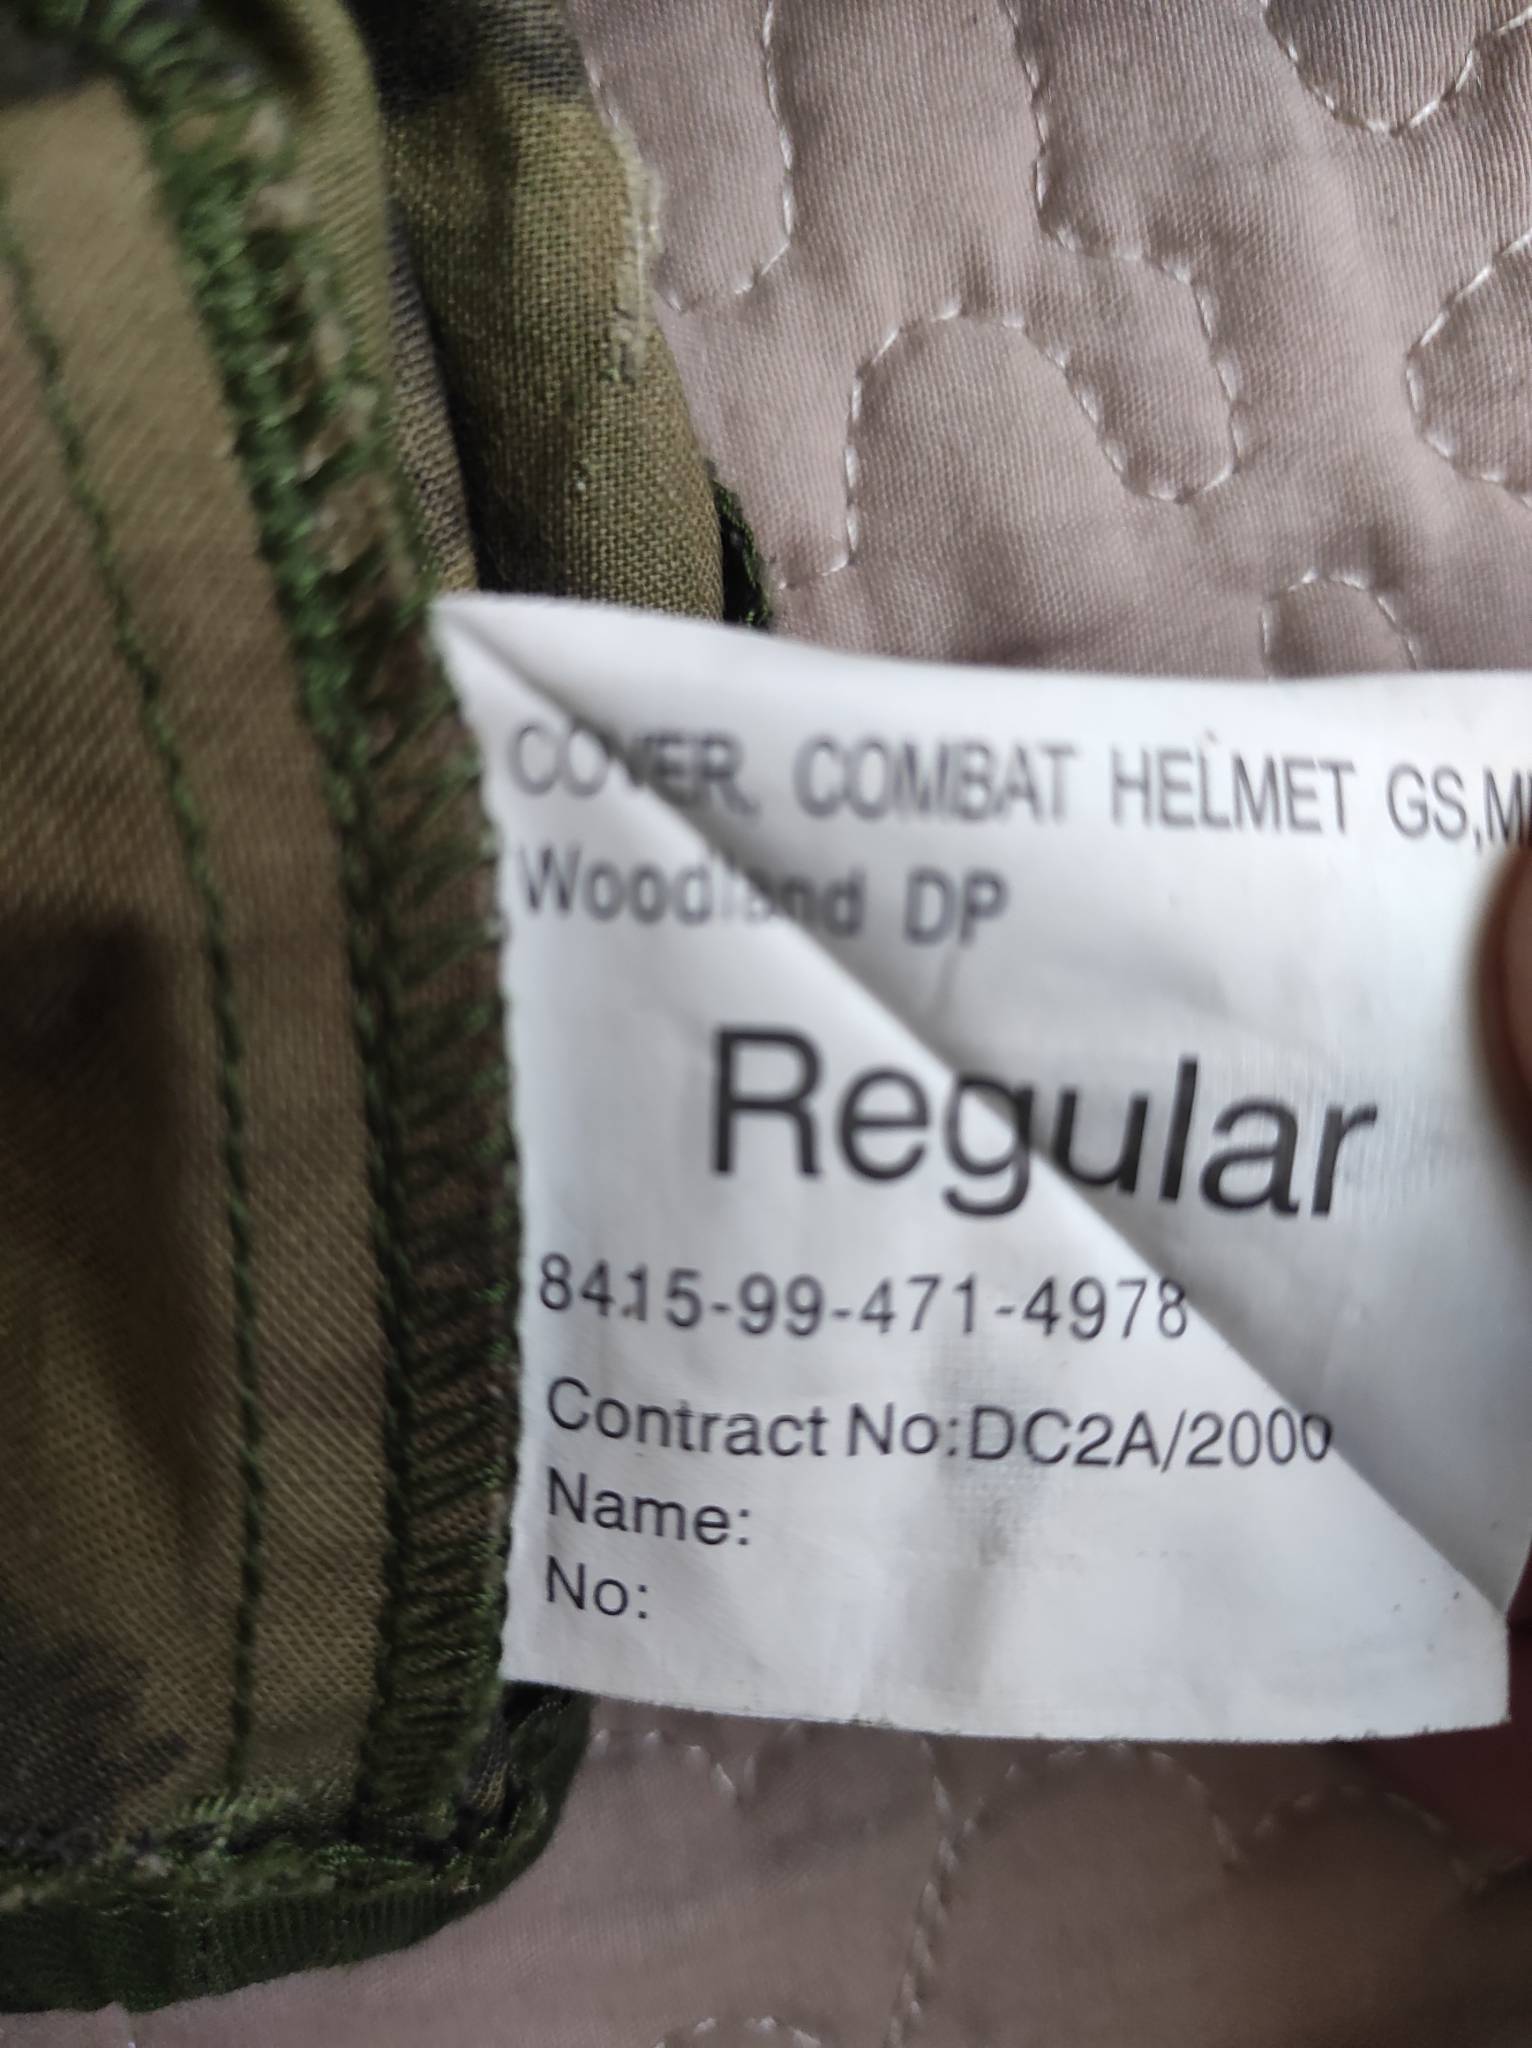 COVER, COMBAT HELMET GS,
Woodland DP
Regular
8415-99-471-4978
Contract No:DC2A/2000
Name:
No: